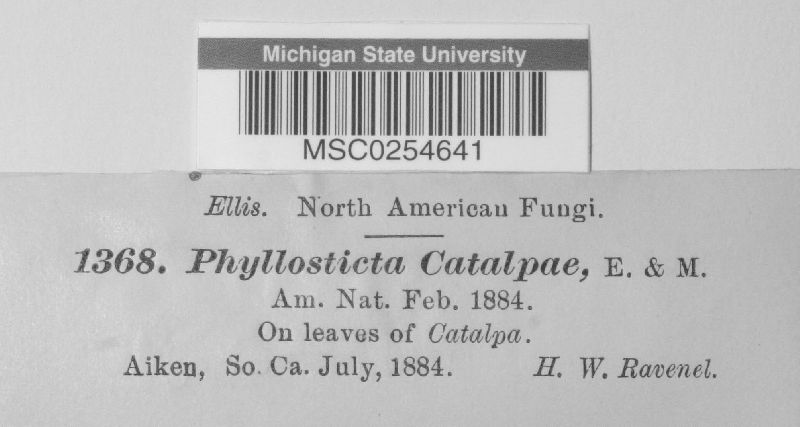 Michigan State University
MSC0254641
Ellis. North American Fungi.
1368. Phyllosticta Catalpae, E. & M.
Am. Nat. Feb. 1884.
On leaves of Catalpa.
Aiken, So. Ca. July, 1884. H. W. Ravenel.